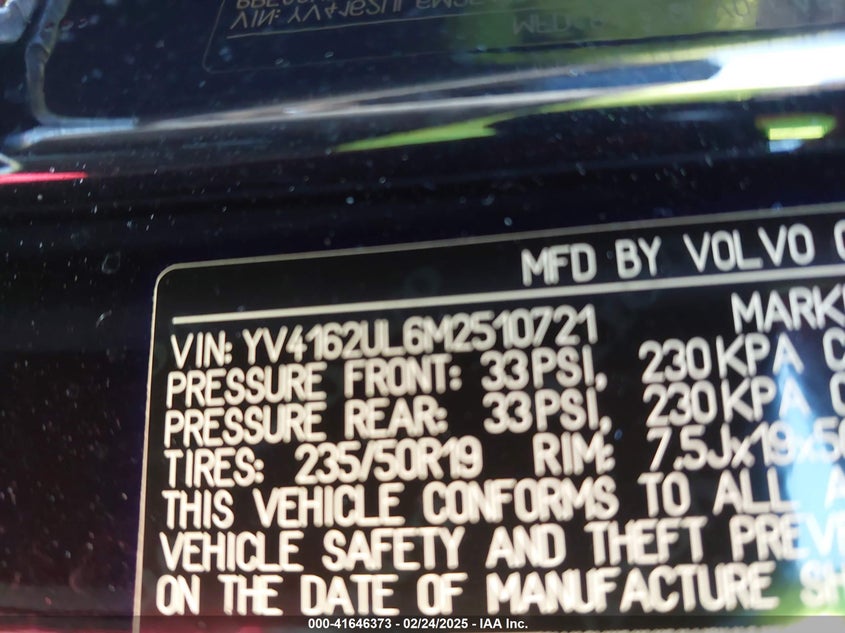 MFD BY VOLVO
VIN: YV4162UL6M2510721
PRESSURE FRONT: 33PSI, 230KPA
PRESSURE REAR: 33PSI, 230KPA
TIRES: 235/50R19 RIM: 7.5Jx19x50
THIS VEHICLE CONFORMS TO ALL
VEHICLE SAFETY AND THEFT
ON THE DATE OF MANUFACTURE
000-41646373 - 02/24/2025 - IAA Inc.